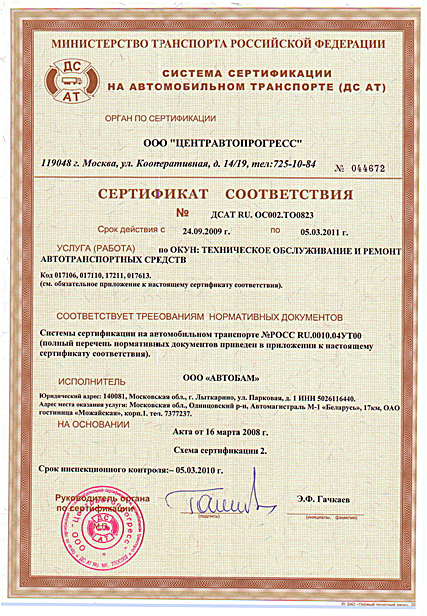 МИНИСТЕРСТВО ТРАНСПОРТА РОССИЙСКОЙ ФЕДЕРАЦИИ
ДС
АТ
СИСТЕМА СЕРТИФИКАЦИИ
НА АВТОМОБИЛЬНОМ ТРАНСПОРТЕ (ДС АТ)
ОРГАН ПО СЕРТИФИКАЦИИ
ООО "ЦЕНТРАВТОПРОГРЕСС"
119048 г. Москва, ул. Кооперативная, д. 14/19, тел:725-10-84
№ 044672
СЕРТИФИКАТ СООТВЕТСТВИЯ
№ ДСАТ RU. ОС002.ТО0823
Срок действия с 24.09.2009 г. по 05.03.2011 г.
УСЛУГА (РАБОТА) по ОКУН: ТЕХНИЧЕСКОЕ ОБСЛУЖИВАНИЕ И РЕМОНТ
АВТОТРАНСПОРТНЫХ СРЕДСТВ
Код 017106, 017110, 17211, 017613.
(см. обязательное приложение к настоящему сертификату соответствия).
СООТВЕТСТВУЕТ ТРЕЕОВАНИЯМ НОРМАТИВНЫХ ДОКУМЕНТОВ
Системы сертификации на автомобильном транспорте №РОСС RU.0010.04УТ00
(полный перечень нормативных документов приведен в приложении к настоящему
сертификату соответствия).
ИСПОЛНИТЕЛЬ ООО «АВТОБАМ»
Юридический адрес: 140081, Московская обл., г. Лыткарино, ул. Парковая, д. 1 ИНН 5026116440.
Адрес места оказания услуги: Московская обл., Одинцовский р-н, Автомагистраль М-1 «Беларусь», 17км, ОАО
гостиница «Можайская», корп.1. тел. 7377237.
НА ОСНОВАНИИ Акта от 16 марта 2008 г.
Схема сертификации 2.
Срок инспекционного контроля:– 05.03.2010 г.
Руководитель органа
по сертификации
(подпись)
Э.Ф. Гачкаев
(инициалы, фамилия)
ДС
АТ